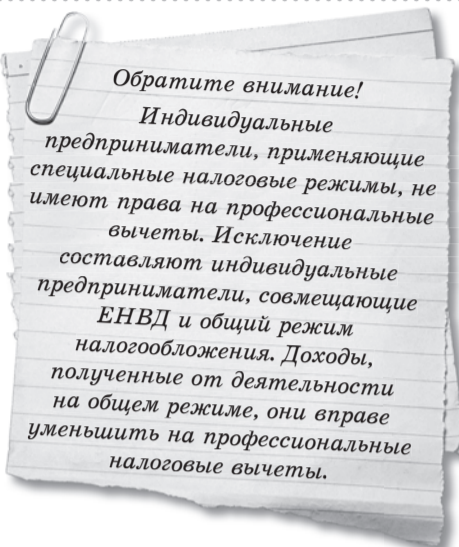 Обратите внимание!
Индивидуальные
предприниматели, применяющие
специальные налоговые режимы, не
имеют права на профессиональные
вычеты. Исключение
составляют индивидуальные
предприниматели, совмещающие
ЕНВД и общий режим
налогообложения. Доходы,
полученные от деятельности
на общем режиме, они вправе
уменьшить на профессиональные
налоговые вычеты.